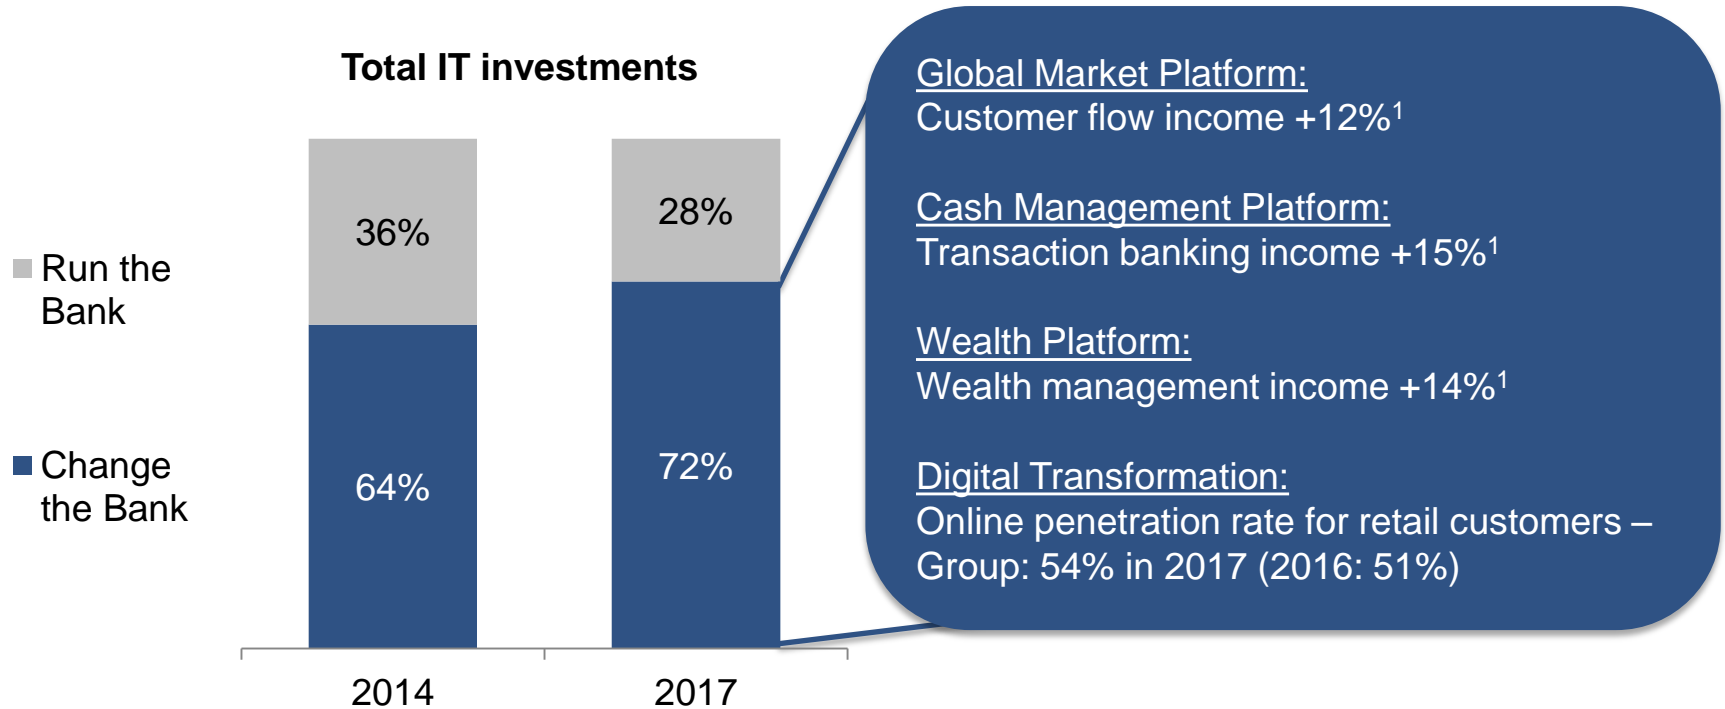 Total IT investments
36%
28%
Run the
Bank
Change
the Bank
64%
72%
2014
2017
Global Market Platform:
Customer flow income +12%¹
Cash Management Platform:
Transaction banking income +15%¹
Wealth Platform:
Wealth management income +14%¹
Digital Transformation:
Online penetration rate for retail customers –
Group: 54% in 2017 (2016: 51%)